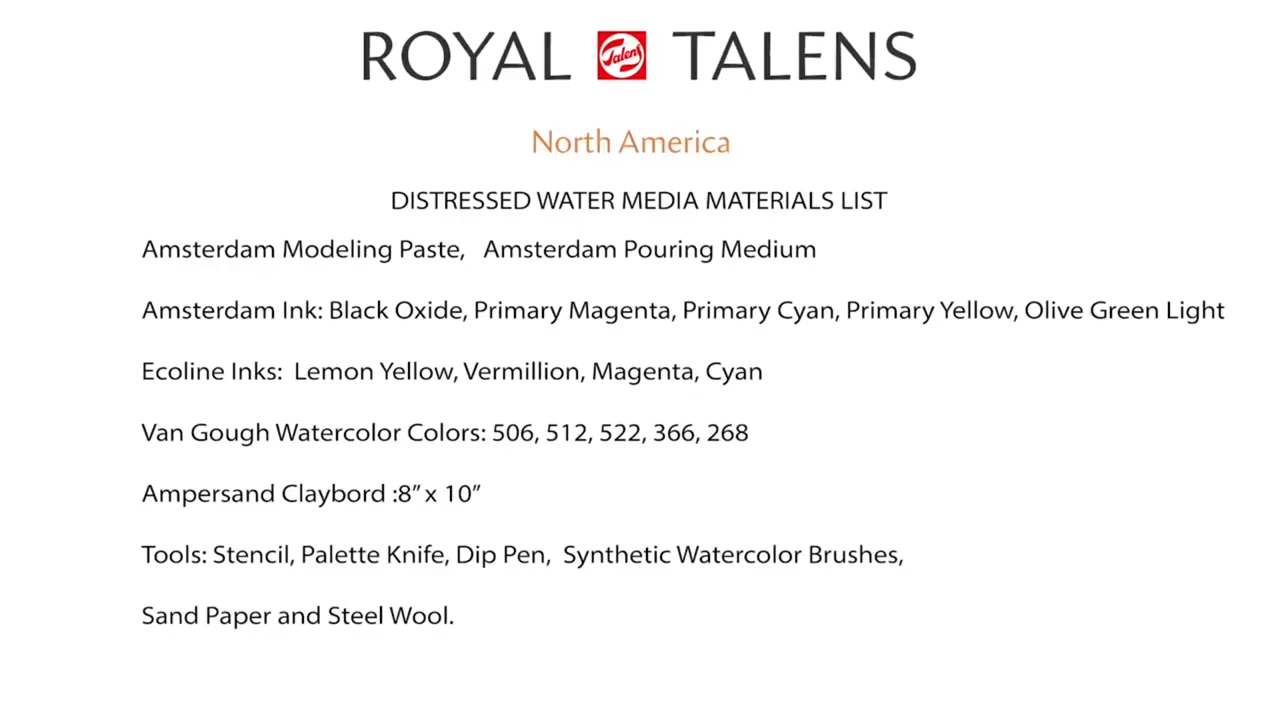 ROYAL Talens TALENS
North America
DISTRESSED WATER MEDIA MATERIALS LIST
Amsterdam Modeling Paste, Amsterdam Pouring Medium
Amsterdam Ink: Black Oxide, Primary Magenta, Primary Cyan, Primary Yellow, Olive Green Light
Ecoline Inks: Lemon Yellow, Vermillion, Magenta, Cyan
Van Gough Watercolor Colors: 506, 512, 522, 366, 268
Ampersand Claybord :8” x 10”
Tools: Stencil, Palette Knife, Dip Pen, Synthetic Watercolor Brushes,
Sand Paper and Steel Wool.